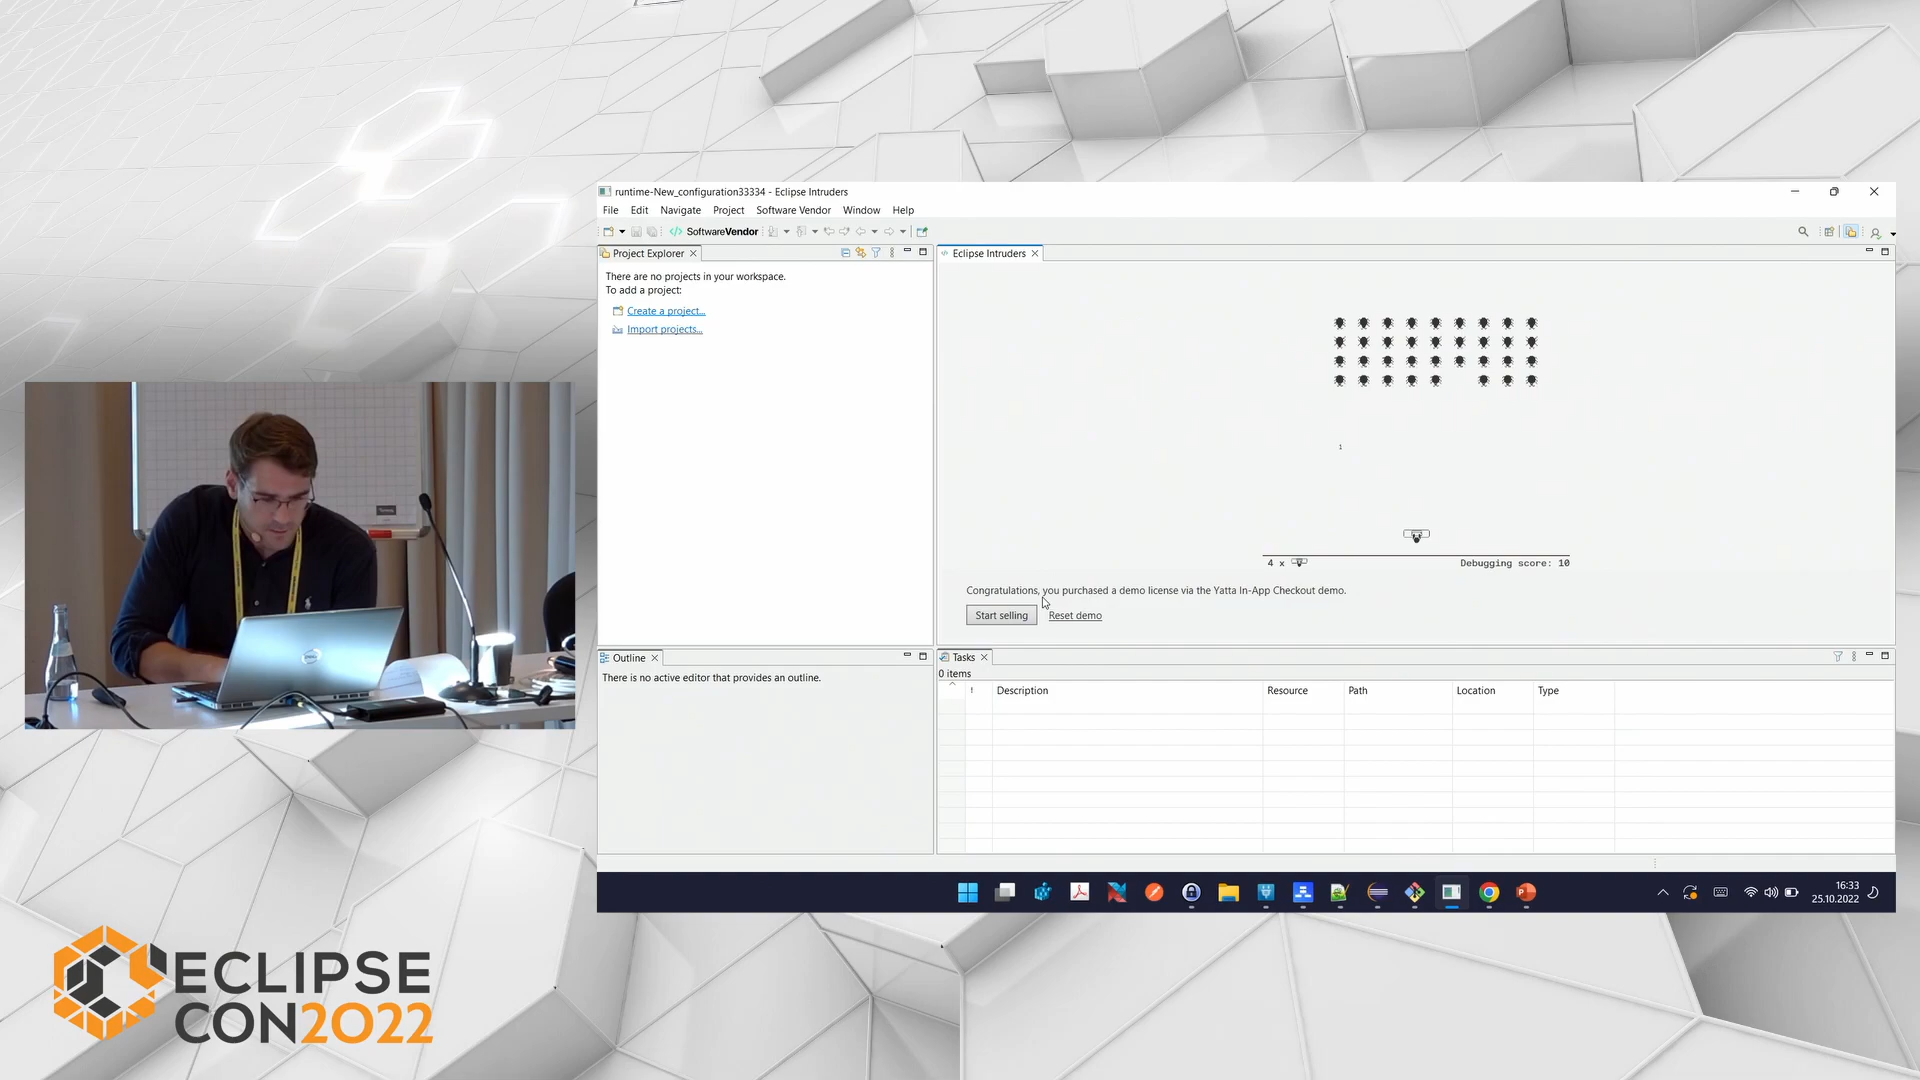 runtime-New_configuration33334 - Eclipse Intruders
File Edit Navigate Project Software Vendor Window Help
SoftwareVendor
Project Explorer
There are no projects in your workspace.
To add a project:
Create a project...
Import projects...
Eclipse Intruders
1
4 x
Debugging score: 10
Congratulations, you purchased a demo license via the Yatta In-App Checkout demo.
Start selling
Reset demo
Outline
There is no active editor that provides an outline.
Tasks
0 items
! Description Resource Path Location Type
16:33
25.10.2022
DELL
ECLIPSE
CON2022